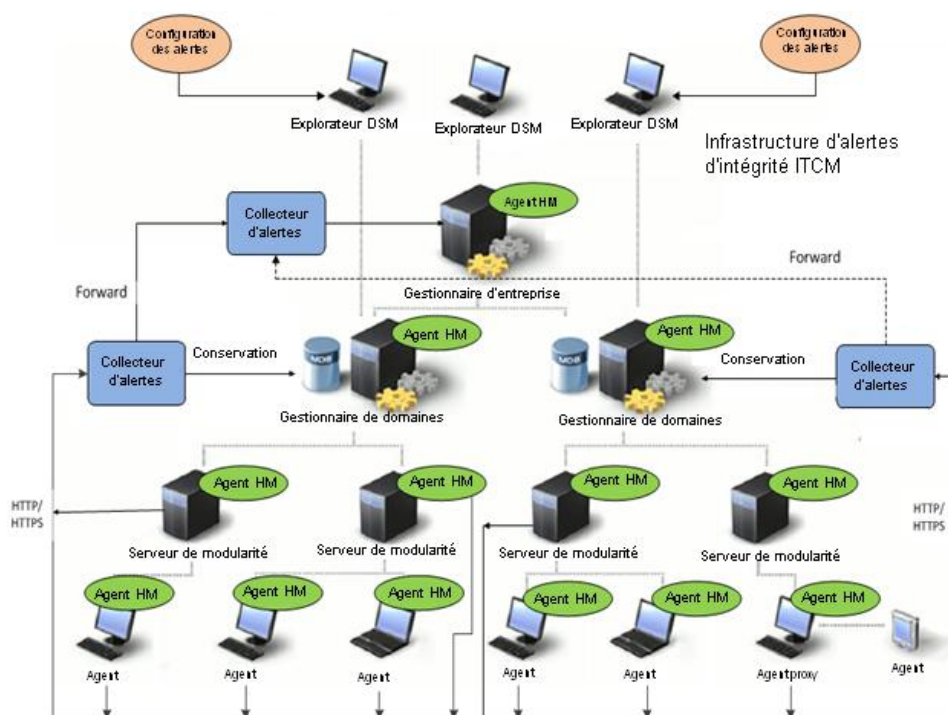 Configuration
des alertes
Configuration
des alertes
Explorateur DSM
Explorateur DSM
Explorateur DSM
Infrastructure d'alertes
d'intégrité ITCM
Agent HM
Collecteur
d'alertes
Forward
Forward
Gestionnaire d'entreprise
Agent HM
Agent HM
Collecteur
d'alertes
Conservation
MDB
MDB
Conservation
Collecteur
d'alertes
Gestionnaire de domaines
Gestionnaire de domaines
Agent HM
Agent HM
Agent HM
Agent HM
HTTP/
HTTPS
HTTP/
HTTPS
Serveur de modularité
Serveur de modularité
Serveur de modularité
Serveur de modularité
Agent HM
Agent HM
Agent HM
Agent HM
Agent HM
Agent HM
Agent
Agent
Agent
Agent
Agent
Agent proxy
Agent